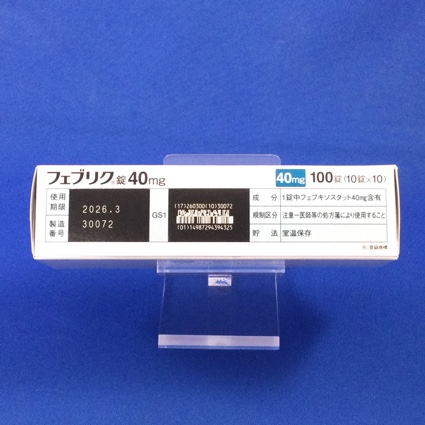 フェブリク®錠40mg
40mg 100錠(10錠×10)
使用期限 2026.3
製造番号 30072
GS1
(17)260300(10)30072
(01)14987294394325
成分 1錠中フェブキソスタット40mg含有
規制区分 注意-医師等の処方箋により使用すること
貯法 室温保存
®登録商標